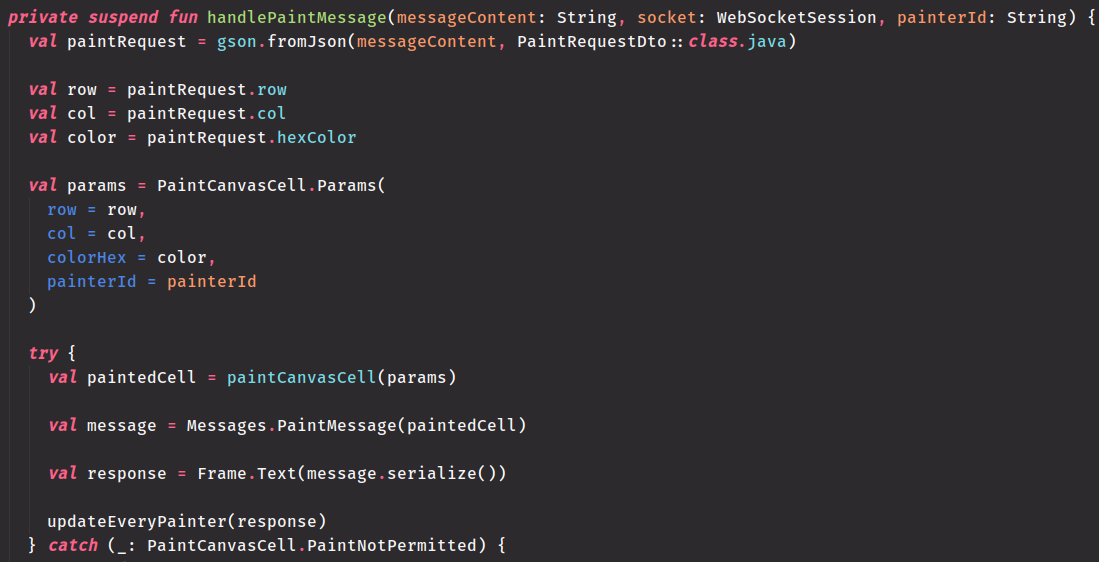 private suspend fun handlePaintMessage(messageContent: String, socket: WebSocketSession, painterId: String) {
val paintRequest = gson.fromJson(messageContent, PaintRequestDto::class.java)
val row = paintRequest.row
val col = paintRequest.col
val color = paintRequest.hexColor
val params = PaintCanvasCell.Params(
row = row,
col = col,
colorHex = color,
painterId = painterId
)
try {
val paintedCell = paintCanvasCell(params)
val message = Messages.PaintMessage(paintedCell)
val response = Frame.Text(message.serialize())
updateEveryPainter(response)
} catch (_: PaintCanvasCell.PaintNotPermitted) {